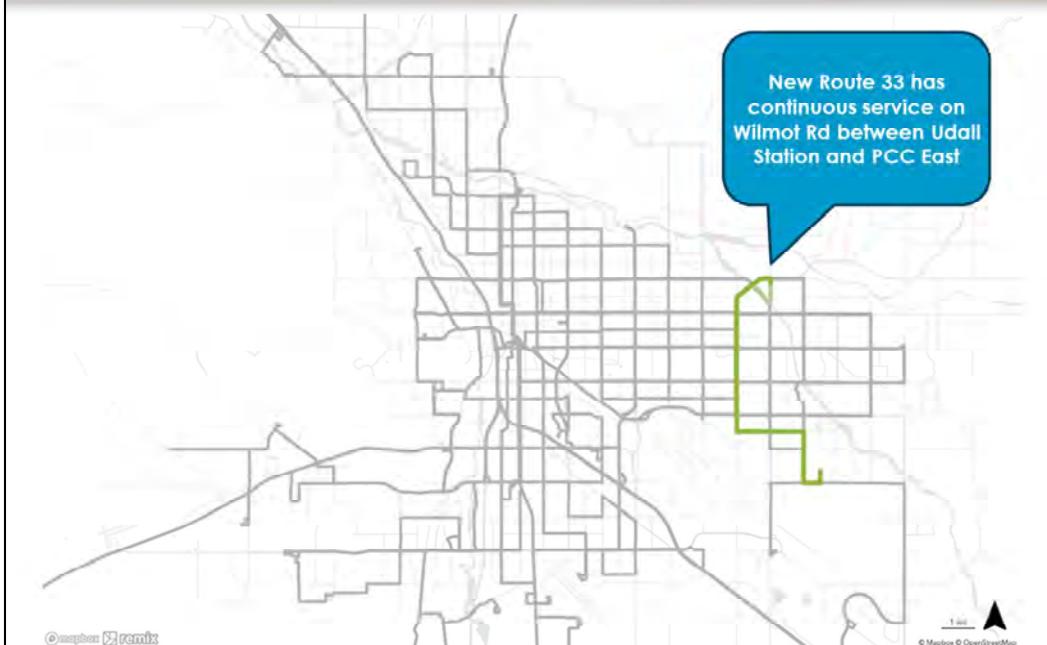 New Route 33 has
continuous service on
Wilmot Rd between Udall
Station and PCC East
1 mi
mapbox remix
© Mapbox © OpenStreetMap